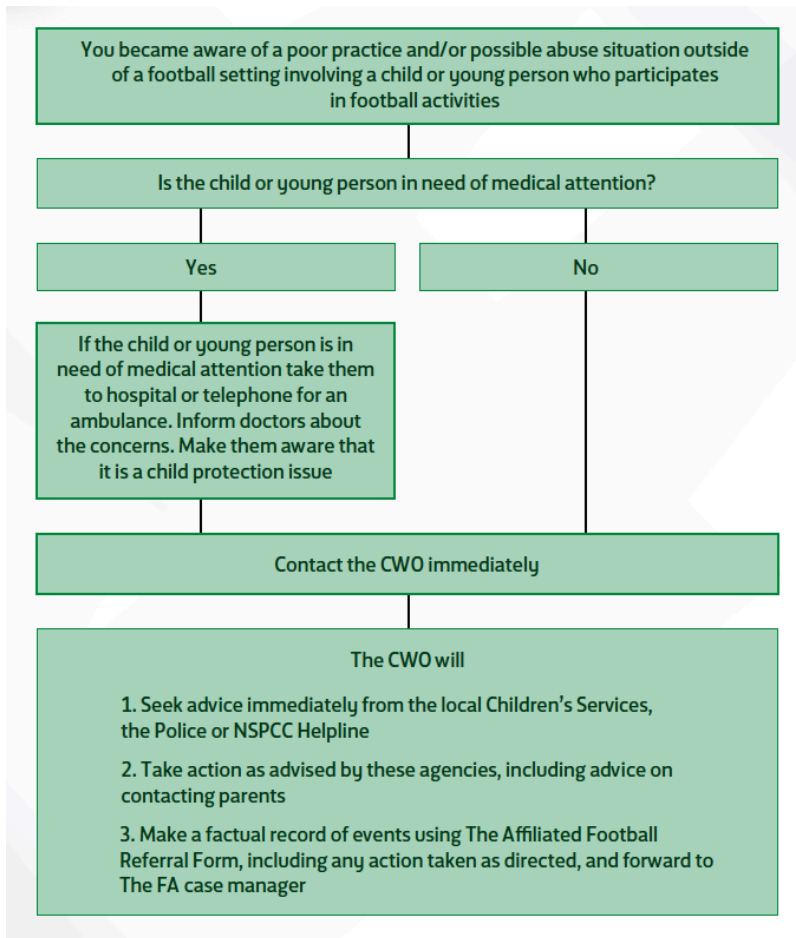 You became aware of a poor practice and/or possible abuse situation outside
of a football setting involving a child or young person who participates
in football activities
Is the child or young person in need of medical attention?
Yes
No
If the child or young person is in
need of medical attention take them
to hospital or telephone for an
ambulance. Inform doctors about
the concerns. Make them aware that
it is a child protection issue
Contact the CWO immediately
The CWO will
1. Seek advice immediately from the local Children’s Services,
the Police or NSPCC Helpline
2. Take action as advised by these agencies, including advice on
contacting parents
3. Make a factual record of events using The Affiliated Football
Referral Form, including any action taken as directed, and forward to
The FA case manager